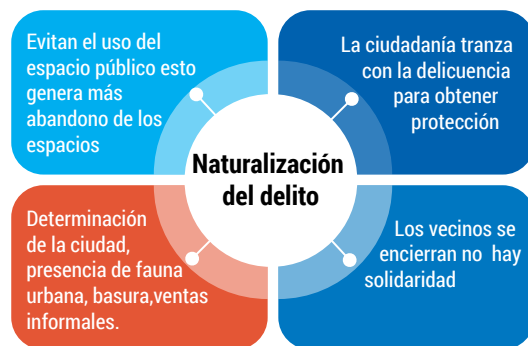 Evitan el uso del
espacio público esto
genera más
abandono de los
espacios
La ciudadanía tranza
con la delicuencia
para obtener
protección
Naturalización
del delito
Determinación
de la ciudad,
presencia de fauna
urbana, basura,ventas
informales.
Los vecinos se
encierran no hay
solidaridad